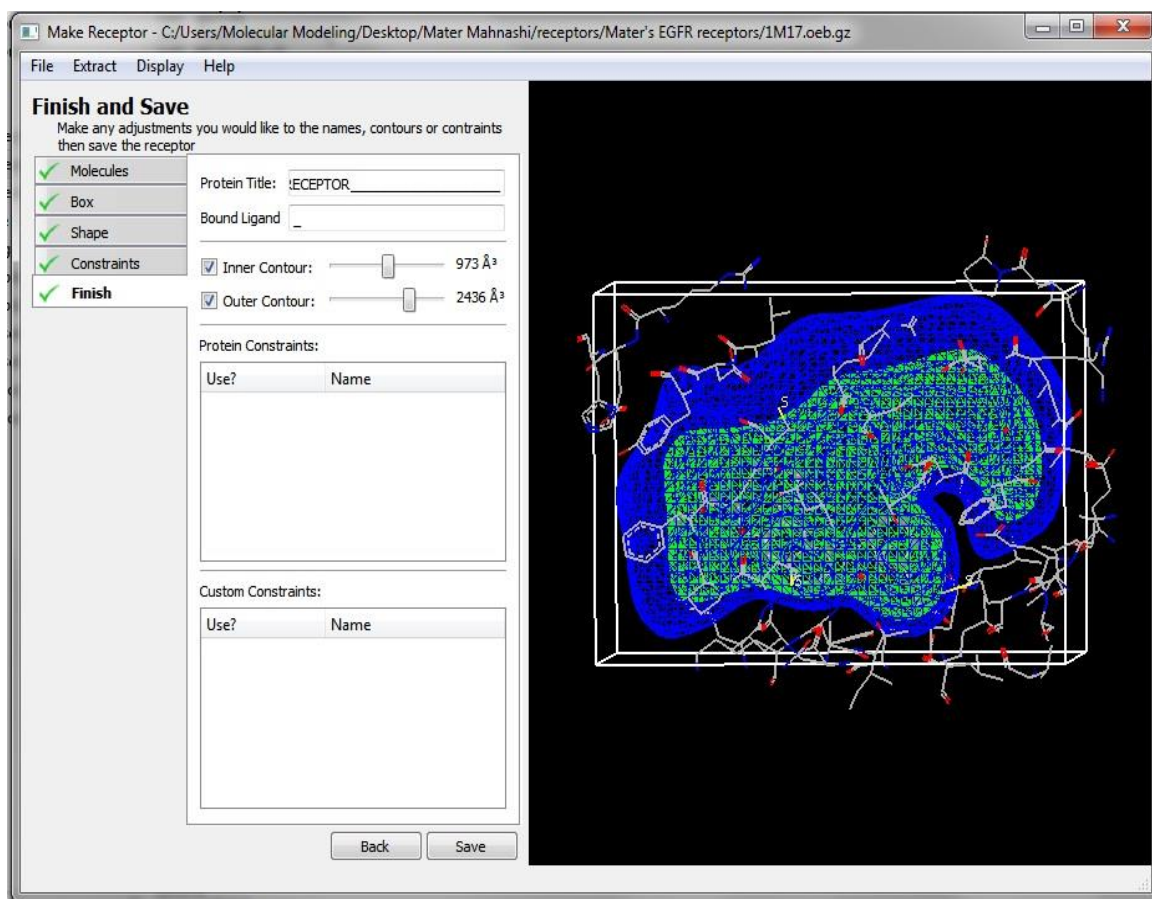 Make Receptor - C:/Users/Molecular Modeling/Desktop/Mater Mahnashi/receptors/Mater's EGFR receptors/1M17.oeb.gz
File Extract Display Help
Finish and Save
Make any adjustments you would like to the names, contours or contraints
then save the receptor
Molecules
Box
Shape
Constraints
Finish
Protein Title: RECEPTOR____________________
Bound Ligand _
Inner Contour: 973 Å³
Outer Contour: 2436 Å³
Protein Constraints:
Use? Name
Custom Constraints:
Use? Name
Back Save
S
S
S